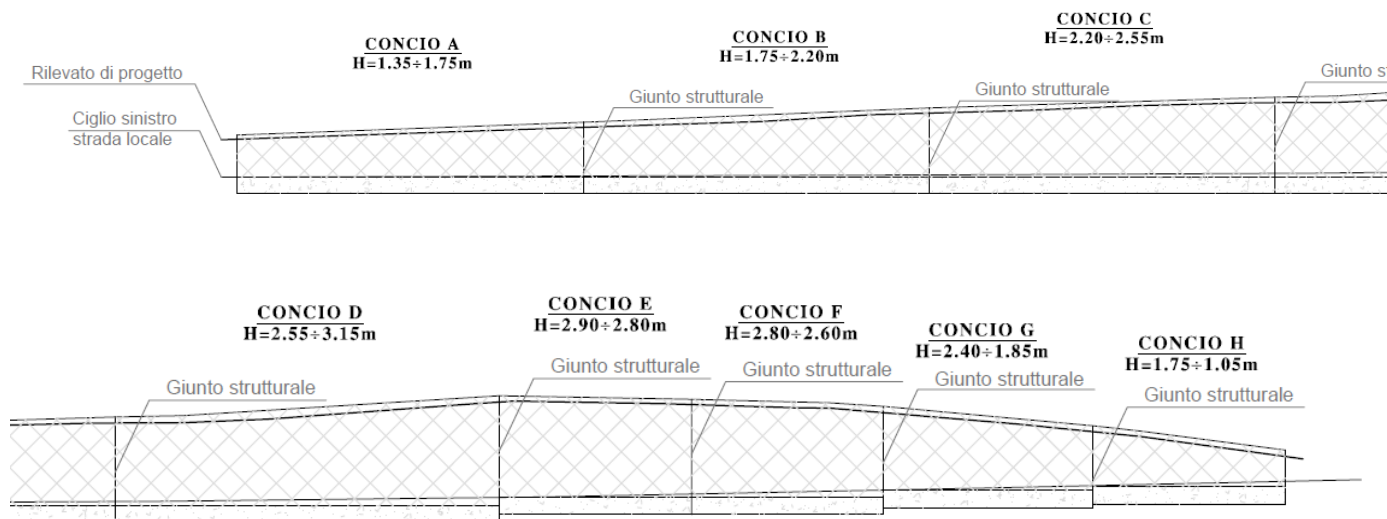 CONCIO A
H=1.35÷1.75m
CONCIO B
H=1.75÷2.20m
CONCIO C
H=2.20÷2.55m
Rilevato di progetto
Giunto strutturale
Giunto strutturale
Giunto
Ciglio sinistro
strada locale
CONCIO D
H=2.55÷3.15m
CONCIO E
H=2.90÷2.80m
CONCIO F
H=2.80÷2.60m
CONCIO G
H=2.40÷1.85m
CONCIO H
H=1.75÷1.05m
Giunto strutturale
Giunto strutturale
Giunto strutturale
Giunto strutturale
Giunto strutturale